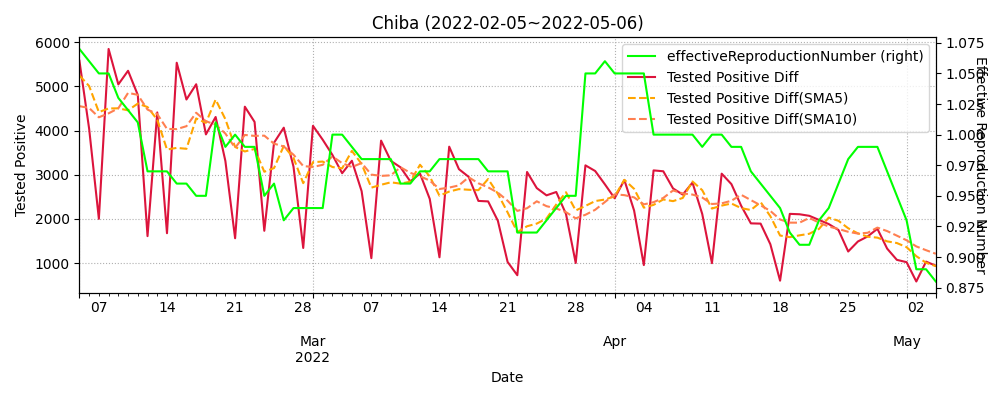 Chiba (2022-02-05~2022-05-06)
effectiveReproductionNumber (right)
Tested Positive Diff
Tested Positive Diff(SMA5)
Tested Positive Diff(SMA10)
Tested Positive
6000
5000
4000
3000
2000
1000
1.075
1.050
1.025
1.000
0.975
0.950
0.925
0.900
0.875
Effective Reproduction Number
07 14 21 28 07 14 21 28 04 11 18 25 02
Mar Apr May
2022
Date